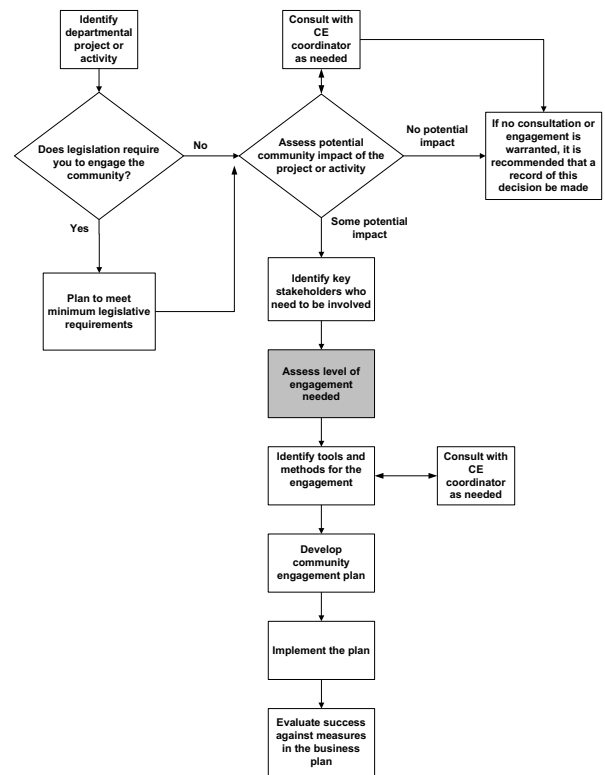 Identify
departmental
project or
activity
Consult with
CE
coordinator
as needed
Does legislation require
you to engage the
community?
No
Assess potential
community impact of the
project or activity
No potential
impact
If no consultation or
engagement is
warranted, it is
recommended that a
record of this
decision be made
Yes
Some potential
impact
Plan to meet
minimum legislative
requirements
Identify key
stakeholders who
need to be involved
Assess level of
engagement
needed
Identify tools and
methods for the
engagement
Consult with
CE
coordinator
as needed
Develop
community
engagement plan
Implement the plan
Evaluate success
against measures
in the business
plan